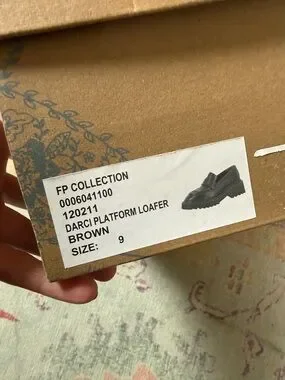 FP COLLECTION
0006041100
120211
DARCI PLATFORM LOAFER
BROWN
SIZE: 9